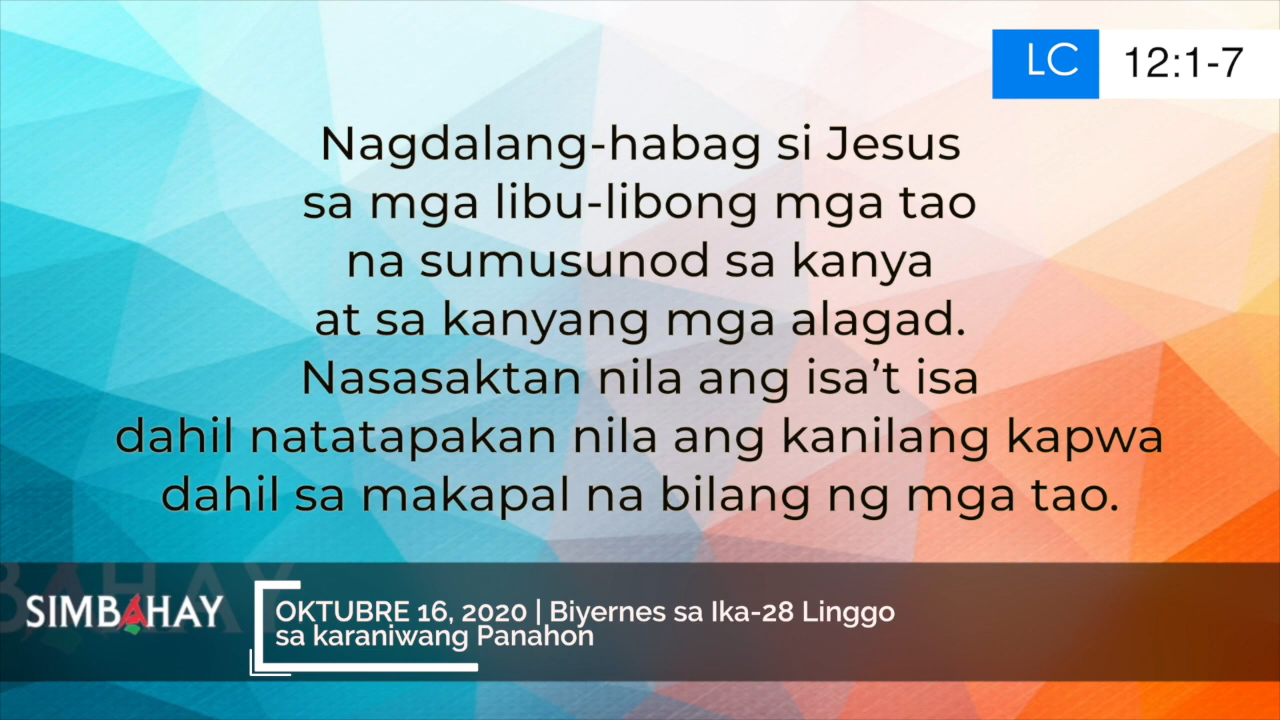 LC 12:1-7
Nagdalang-habag si Jesus
sa mga libu-libong mga tao
na sumusunod sa kanya
at sa kanyang mga alagad.
Nasasaktan nila ang isa’t isa
dahil natatapakan nila ang kanilang kapwa
dahil sa makapal na bilang ng mga tao.
SIMBAHAY
OKTUBRE 16, 2020 | Biyernes sa Ika-28 Linggo
sa karaniwang Panahon